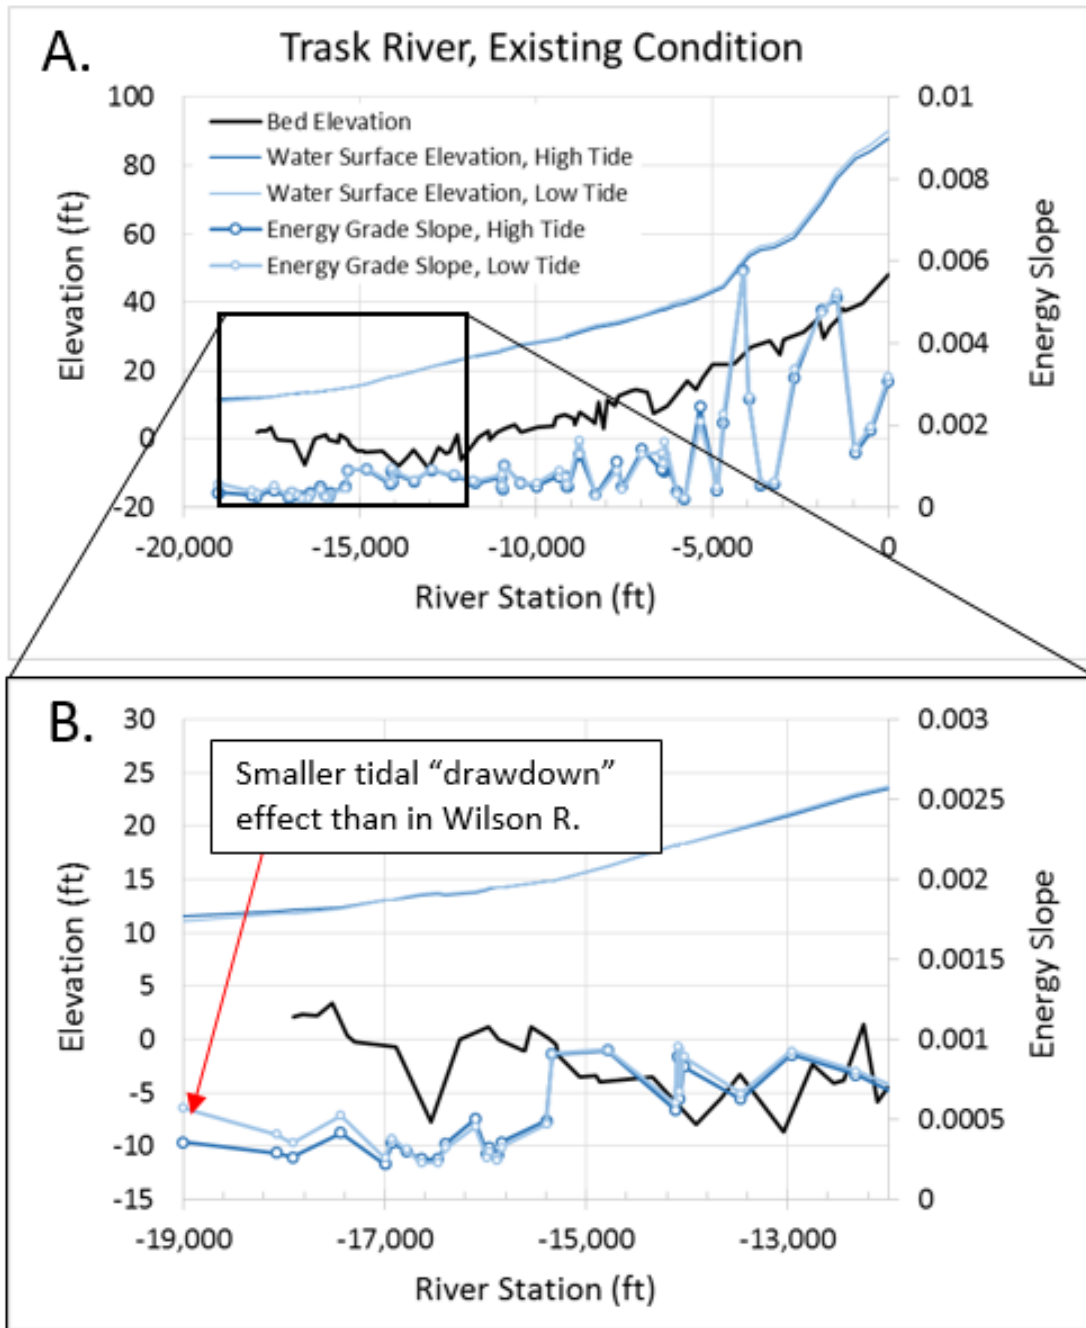 A.
Trask River, Existing Condition
100
80
60
40
20
0
-20
Elevation (ft)
Bed Elevation
Water Surface Elevation, High Tide
Water Surface Elevation, Low Tide
Energy Grade Slope, High Tide
Energy Grade Slope, Low Tide
0.01
0.008
0.006
0.004
0.002
0
Energy Slope
-20,000
-15,000
-10,000
-5,000
0
River Station (ft)
B.
30
25
20
15
10
5
0
-5
-10
-15
Elevation (ft)
Smaller tidal “drawdown”
effect than in Wilson R.
0.003
0.0025
0.002
0.0015
0.001
0.0005
0
Energy Slope
-19,000
-17,000
-15,000
-13,000
River Station (ft)